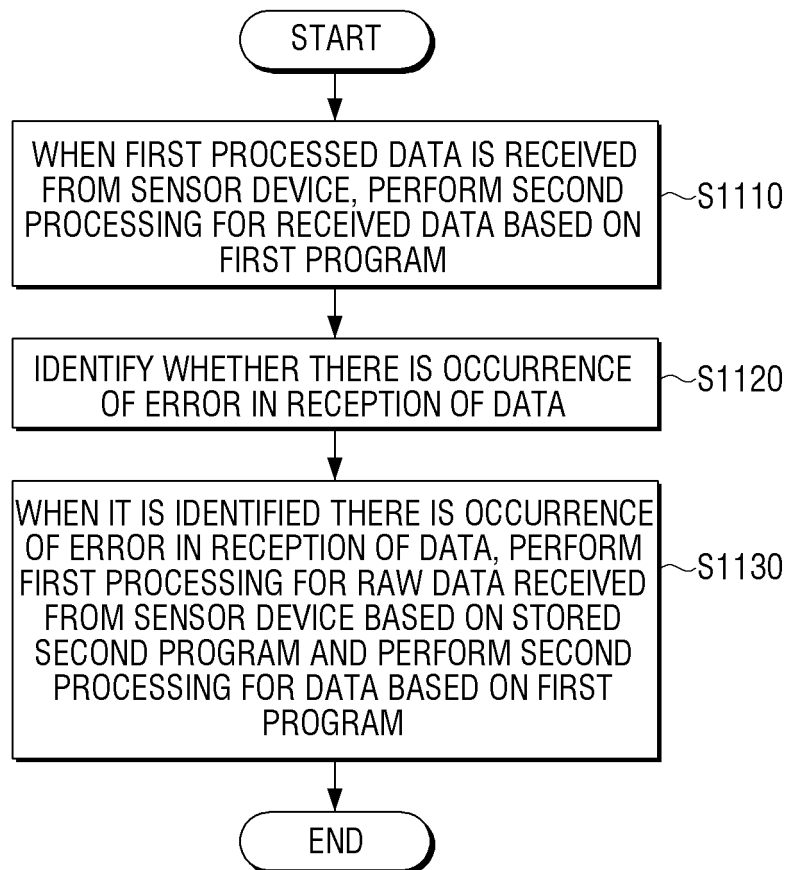 START
WHEN FIRST PROCESSED DATA IS RECEIVED
FROM SENSOR DEVICE, PERFORM SECOND
PROCESSING FOR RECEIVED DATA BASED ON
FIRST PROGRAM
S1110
IDENTIFY WHETHER THERE IS OCCURRENCE
OF ERROR IN RECEPTION OF DATA
S1120
WHEN IT IS IDENTIFIED THERE IS OCCURRENCE
OF ERROR IN RECEPTION OF DATA, PERFORM
FIRST PROCESSING FOR RAW DATA RECEIVED
FROM SENSOR DEVICE BASED ON STORED
SECOND PROGRAM AND PERFORM SECOND
PROCESSING FOR DATA BASED ON FIRST
PROGRAM
S1130
END